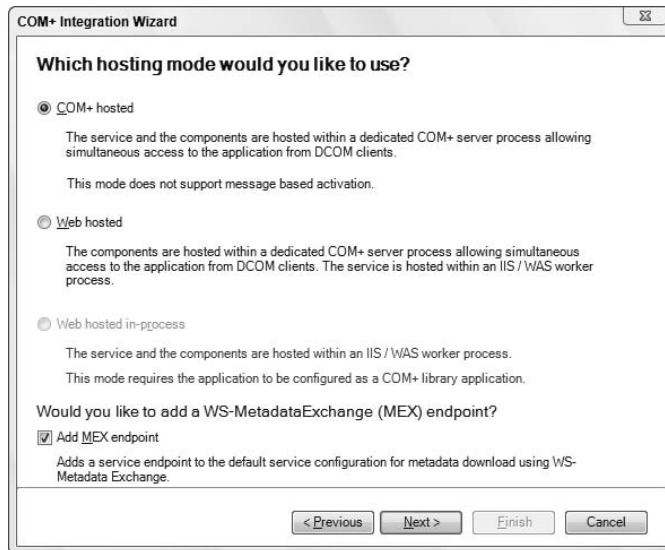 COM+ Integration Wizard
Which hosting mode would you like to use?
COM+ hosted
The service and the components are hosted within a dedicated COM+ server process allowing
simultaneous access to the application from DCOM clients.
This mode does not support message based activation.
Web hosted
The components are hosted within a dedicated COM+ server process allowing simultaneous
access to the application from DCOM clients. The service is hosted within an IIS / WAS worker
process.
Web hosted in-process
The service and the components are hosted within an IIS / WAS worker process.
This mode requires the application to be configured as a COM+ library application.
Would you like to add a WS-MetadataExchange (MEX) endpoint?
Add MEX endpoint
Adds a service endpoint to the default service configuration for metadata download using WS-
Metadata Exchange.
< Previous Next > Finish Cancel